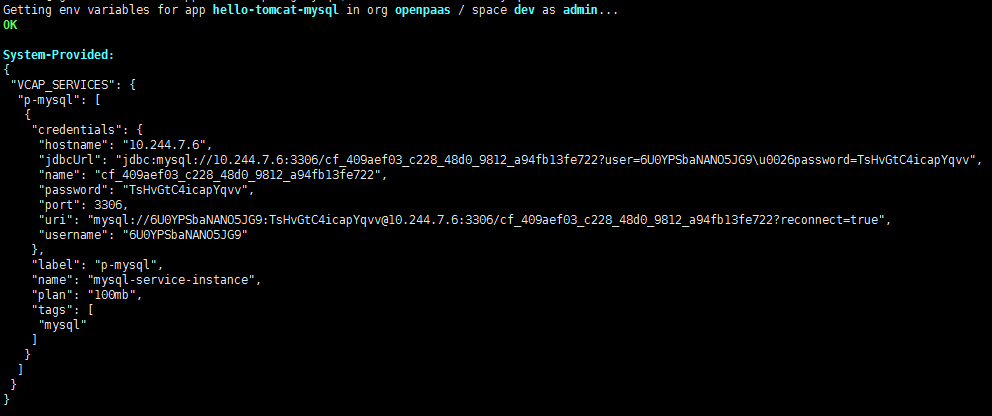 Getting env variables for app hello-tomcat-mysql in org openpaas / space dev as admin...
OK
System-Provided:
{
 "VCAP_SERVICES": {
  "p-mysql": [
   {
    "credentials": {
     "hostname": "10.244.7.6",
     "jdbcUrl": "jdbc:mysql://10.244.7.6:3306/cf_409aef03_c228_48d0_9812_a94fb13fe722?user=6U0YPSbaNANO5JG9\u0026password=TsHvGtC4icapYqvv",
     "name": "cf_409aef03_c228_48d0_9812_a94fb13fe722",
     "password": "TsHvGtC4icapYqvv",
     "port": 3306,
     "uri": "mysql://6U0YPSbaNANO5JG9:TsHvGtC4icapYqvv@10.244.7.6:3306/cf_409aef03_c228_48d0_9812_a94fb13fe722?reconnect=true",
     "username": "6U0YPSbaNANO5JG9"
    },
    "label": "p-mysql",
    "name": "mysql-service-instance",
    "plan": "100mb",
    "tags": [
     "mysql"
    ]
   }
  ]
 }
}